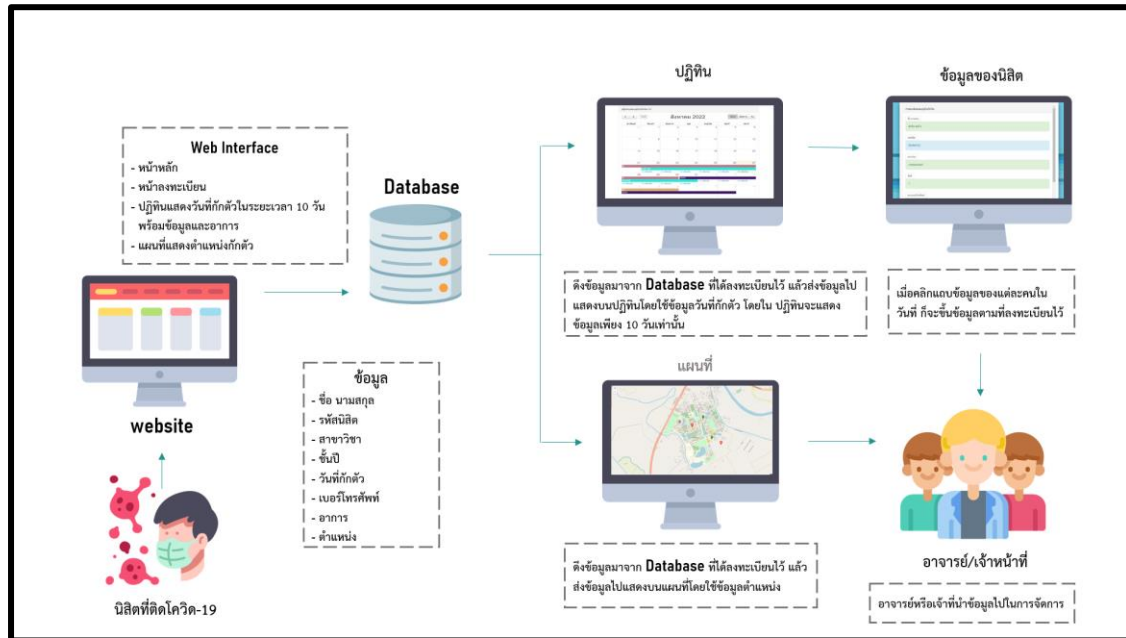 Web Interface
- หน้าหลัก
- หน้าลงทะเบียน
- ปฏิทินแสดงวันที่กักตัวในระยะเวลา 10 วัน
พร้อมข้อมูลและอาการ
- แผนที่แสดงตำแหน่งกักตัว
website
นิสิตที่ติดโควิด-19
Database
ข้อมูล
- ชื่อ นามสกุล
- รหัสนิสิต
- สาขาวิชา
- ชั้นปี
- วันที่กักตัว
- เบอร์โทรศัพท์
- อาการ
- ตำแหน่ง
ปฏิทิน
สิงหาคม 2022
ดึงข้อมูลมาจาก Database ที่ได้ลงทะเบียนไว้ แล้วส่งข้อมูลไป
แสดงบนปฏิทินโดยใช้ข้อมูลวันที่กักตัว โดยใน ปฏิทินจะแสดง
ข้อมูลเพียง 10 วันเท่านั้น
ข้อมูลของนิสิต
เมื่อคลิกแถบข้อมูลของแต่ละคนใน
วันที่ ก็จะขึ้นข้อมูลตามที่ลงทะเบียนไว้
แผนที่
ดึงข้อมูลมาจาก Database ที่ได้ลงทะเบียนไว้ แล้ว
ส่งข้อมูลไปแสดงบนแผนที่โดยใช้ข้อมูลตำแหน่ง
อาจารย์/เจ้าหน้าที่
อาจารย์หรือเจ้าที่นำข้อมูลไปในการจัดการ